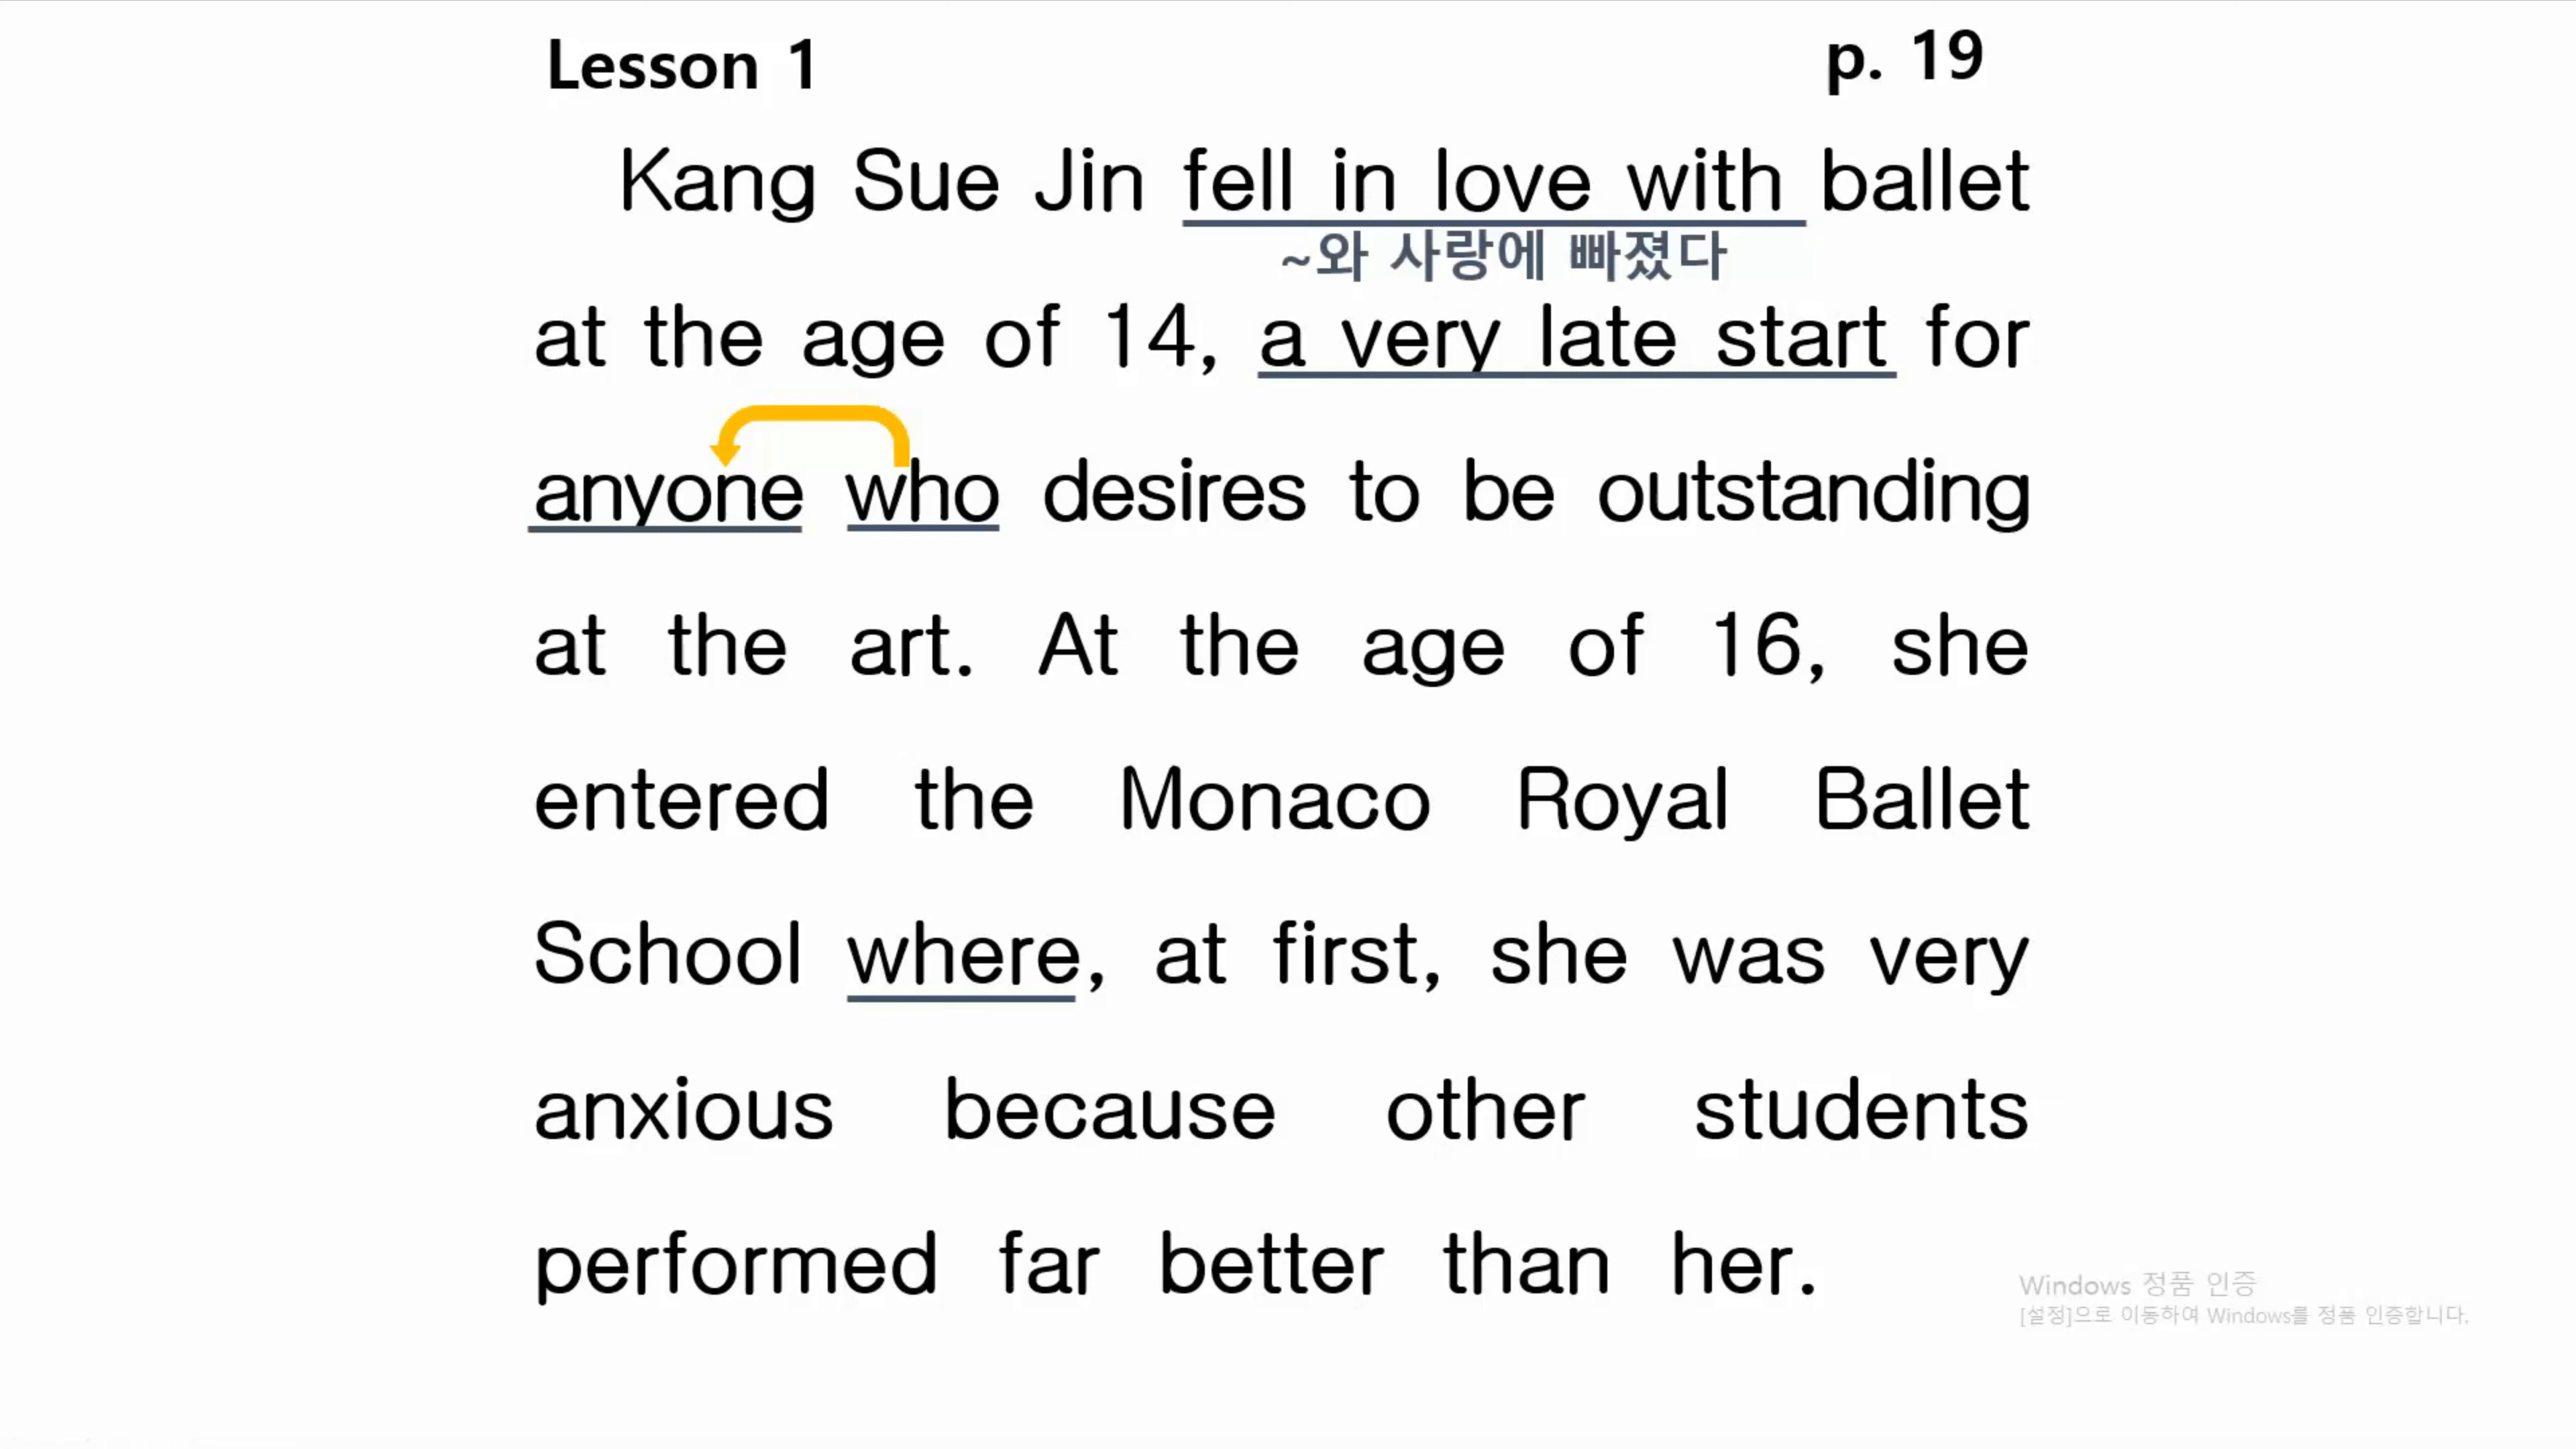 Lesson 1
p. 19
Kang Sue Jin fell in love with ballet
~와 사랑에 빠졌다
at the age of 14, a very late start for
anyone who desires to be outstanding
at the art. At the age of 16, she
entered the Monaco Royal Ballet
School where, at first, she was very
anxious because other students
performed far better than her.
Windows 정품 인증
[설정]으로 이동하여 Windows를 정품 인증합니다.